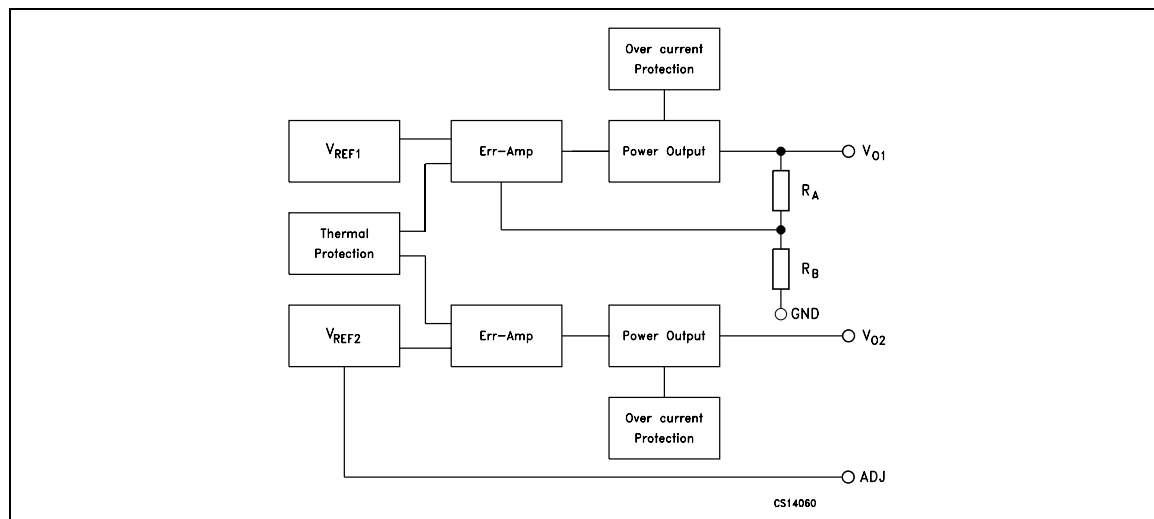 Over current
Protection
VREF1
Err-Amp
Power Output
VO1
RA
Thermal
Protection
RB
GND
VREF2
Err-Amp
Power Output
VO2
Over current
Protection
ADJ
CS14060